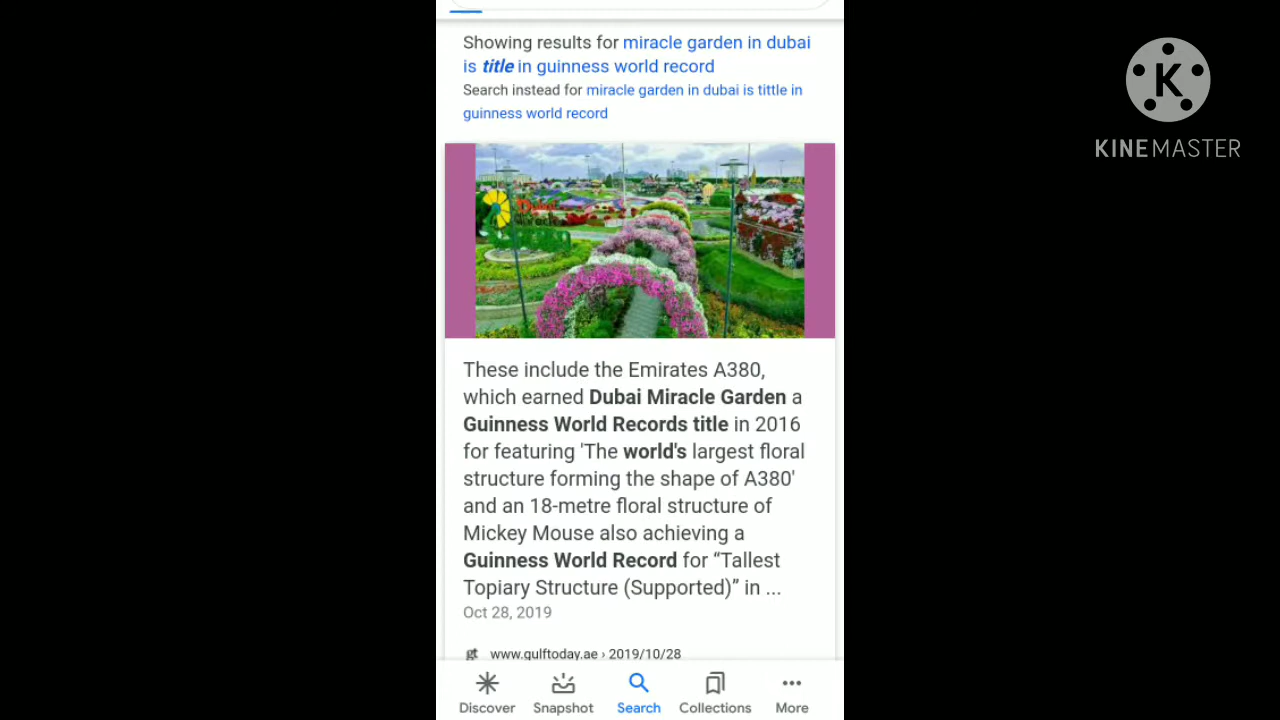 Showing results for miracle garden in dubai
is title in guinness world record
Search instead for miracle garden in dubai is tittle in
guinness world record
K
KINEMASTER
Dubai
These include the Emirates A380,
which earned Dubai Miracle Garden a
Guinness World Records title in 2016
for featuring 'The world's largest floral
structure forming the shape of A380'
and an 18-metre floral structure of
Mickey Mouse also achieving a
Guinness World Record for “Tallest
Topiary Structure (Supported)” in ...
Oct 28, 2019
gt www.gulftoday.ae › 2019/10/28
Discover Snapshot Search Collections More